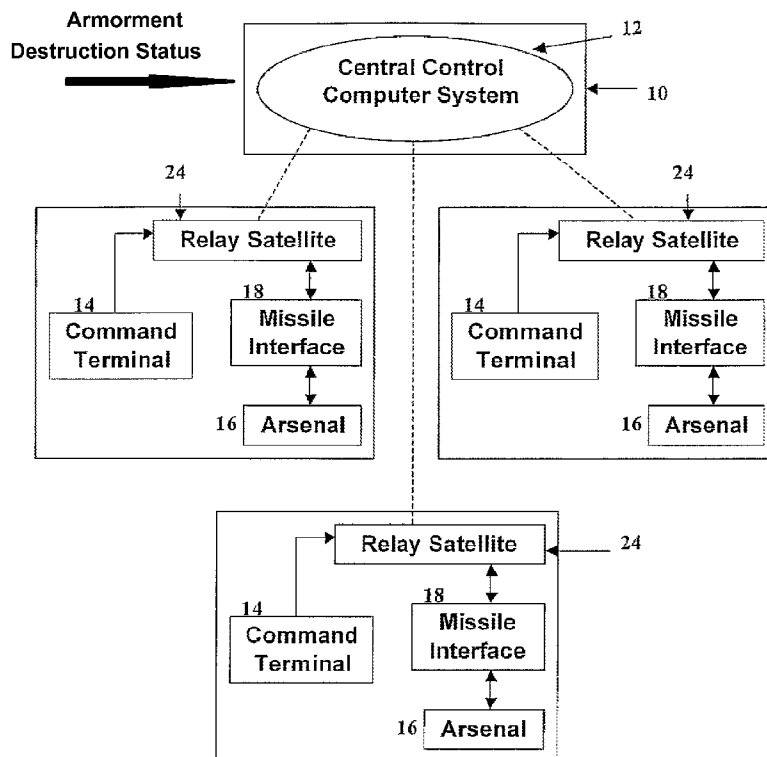 Armorment
Destruction Status
12
Central Control
Computer System
10
24
Relay Satellite
14
18
Command
Terminal
Missile
Interface
16
Arsenal
24
Relay Satellite
14
18
Command
Terminal
Missile
Interface
16
Arsenal
Relay Satellite
24
14
18
Command
Terminal
Missile
Interface
16
Arsenal